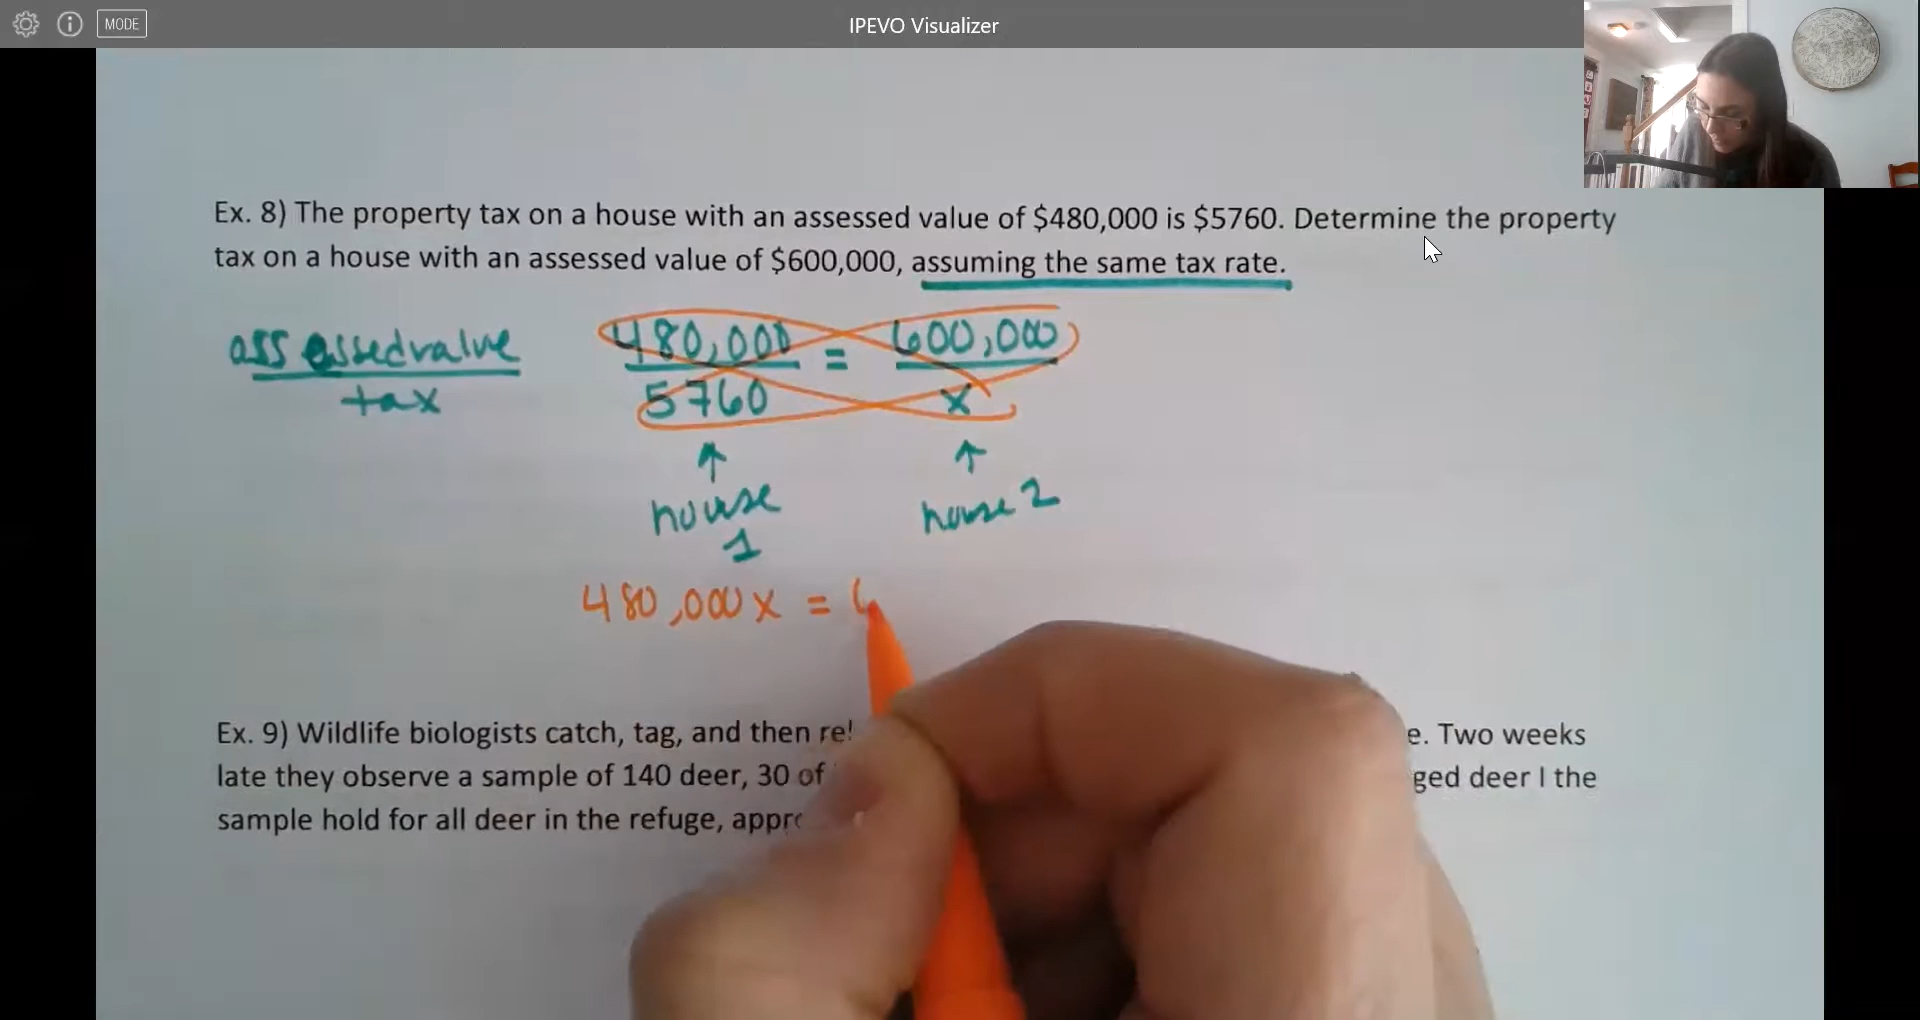 MODE
IPEVO Visualizer
Ex. 8) The property tax on a house with an assessed value of $480,000 is $5760. Determine the property
tax on a house with an assessed value of $600,000, assuming the same tax rate.
assessed value
tax
480,000 = 600,000
5760 x
↑ ↑
house house 2
1
480,000x = 6
Ex. 9) Wildlife biologists catch, tag, and then e. Two weeks
late they observe a sample of 140 deer, 30 of ged deer I the
sample hold for all deer in the refuge,